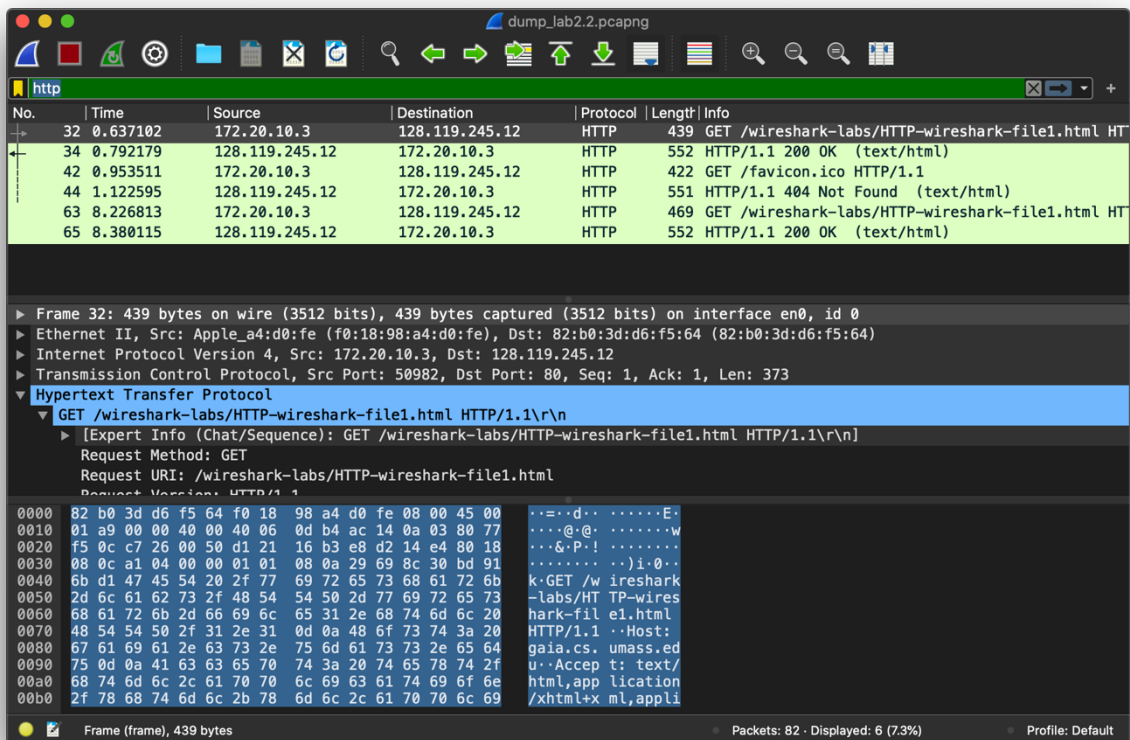 dump_lab2.2.pcapng
http
No. Time Source Destination Protocol Length Info
32 0.637102 172.20.10.3 128.119.245.12 HTTP 439 GET /wireshark-labs/HTTP-wireshark-file1.html HT
34 0.792179 128.119.245.12 172.20.10.3 HTTP 552 HTTP/1.1 200 OK (text/html)
42 0.953511 172.20.10.3 128.119.245.12 HTTP 422 GET /favicon.ico HTTP/1.1
44 1.122595 128.119.245.12 172.20.10.3 HTTP 551 HTTP/1.1 404 Not Found (text/html)
63 8.226813 172.20.10.3 128.119.245.12 HTTP 469 GET /wireshark-labs/HTTP-wireshark-file1.html HT
65 8.380115 128.119.245.12 172.20.10.3 HTTP 552 HTTP/1.1 200 OK (text/html)
Frame 32: 439 bytes on wire (3512 bits), 439 bytes captured (3512 bits) on interface en0, id 0
Ethernet II, Src: Apple_a4:d0:fe (f0:18:98:a4:d0:fe), Dst: 82:b0:3d:d6:f5:64 (82:b0:3d:d6:f5:64)
Internet Protocol Version 4, Src: 172.20.10.3, Dst: 128.119.245.12
Transmission Control Protocol, Src Port: 50982, Dst Port: 80, Seq: 1, Ack: 1, Len: 373
Hypertext Transfer Protocol
GET /wireshark-labs/HTTP-wireshark-file1.html HTTP/1.1\r\n
[Expert Info (Chat/Sequence): GET /wireshark-labs/HTTP-wireshark-file1.html HTTP/1.1\r\n]
Request Method: GET
Request URI: /wireshark-labs/HTTP-wireshark-file1.html
Request Version: HTTP/1.1
0000 82 b0 3d d6 f5 64 f0 18 98 a4 d0 fe 08 00 45 00 ··=··d·· ······E·
0010 01 a9 00 00 40 00 40 06 0d b4 ac 14 0a 03 80 77 ····@·@· ·······w
0020 f5 0c c7 26 00 50 d1 21 16 b3 e8 d2 14 e4 80 18 ···&·P·! ········
0030 08 0c a1 04 00 00 01 01 08 0a 29 69 8c 30 bd 91 ········ ··)i·0··
0040 6b d1 47 45 54 20 2f 77 69 72 65 73 68 61 72 6b k·GET /w ireshark
0050 2d 6c 61 62 73 2f 48 54 54 50 2d 77 69 72 65 73 -labs/HT TP-wires
0060 68 61 72 6b 2d 66 69 6c 65 31 2e 68 74 6d 6c 20 hark-fil e1.html
0070 48 54 54 50 2f 31 2e 31 0d 0a 48 6f 73 74 3a 20 HTTP/1.1 ··Host:
0080 67 61 69 61 2e 63 73 2e 75 6d 61 73 73 2e 65 64 gaia.cs. umass.ed
0090 75 0d 0a 41 63 63 65 70 74 3a 20 74 65 78 74 2f u··Accep t: text/
00a0 68 74 6d 6c 2c 61 70 70 6c 69 63 61 74 69 6f 6e html,app lication
00b0 2f 78 68 74 6d 6c 2b 78 6d 6c 2c 61 70 70 6c 69 /xhtml+x ml,appli
Frame (frame), 439 bytes Packets: 82 · Displayed: 6 (7.3%) Profile: Default